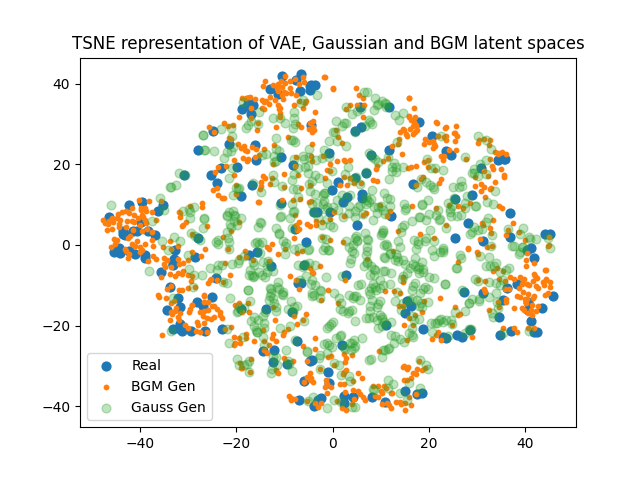 TSNE representation of VAE, Gaussian and BGM latent spaces
40
20
0
−20
−40
Real
BGM Gen
Gauss Gen
−40 −20 0 20 40